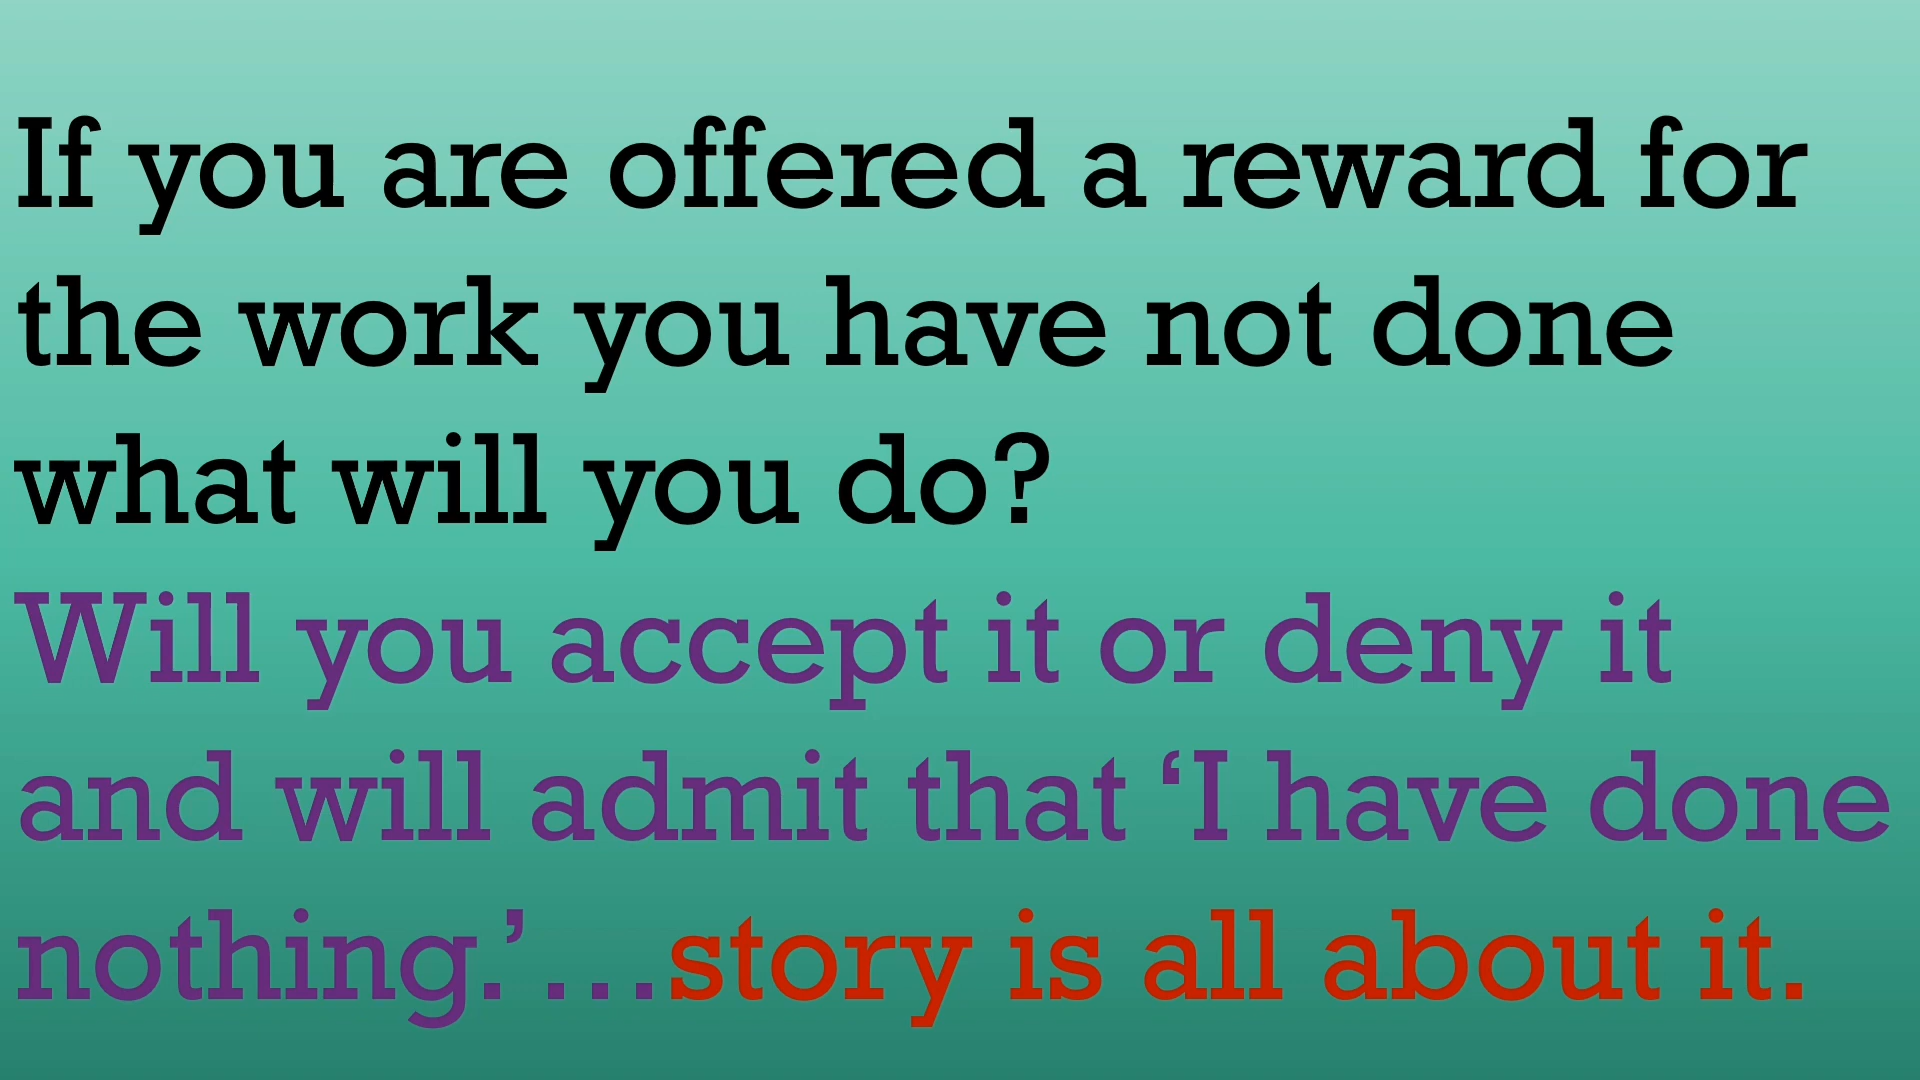 If you are offered a reward for
the work you have not done
what will you do?
Will you accept it or deny it
and will admit that ‘I have done
nothing.’…story is all about it.